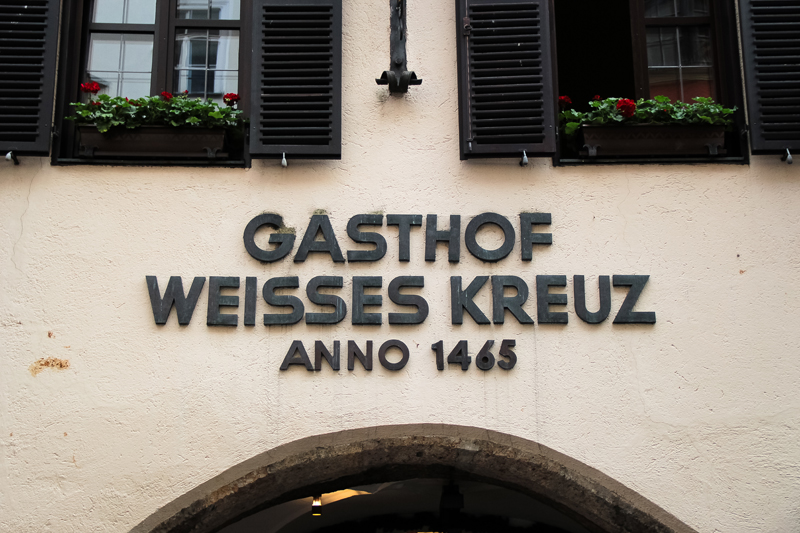 GASTHOF
WEISSES KREUZ
ANNO 1465